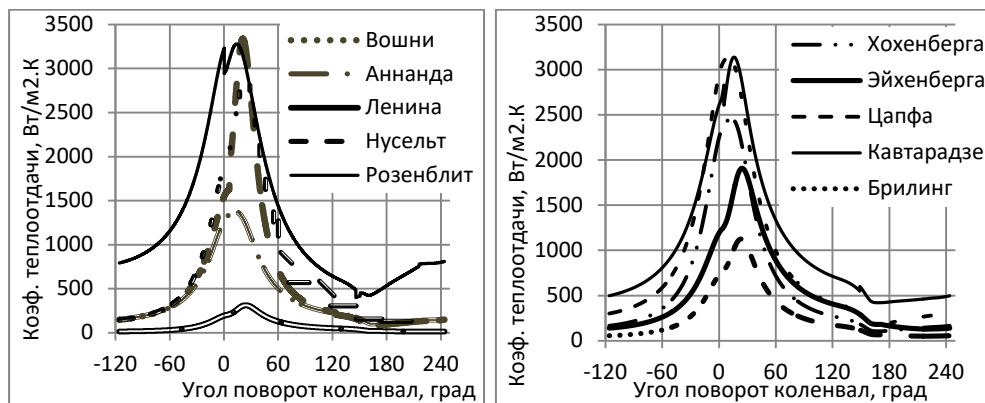 Коэф. теплоотдачи, Вт/м2.К
3500
3000
2500
2000
1500
1000
500
0
-120 -60 0 60 120 180 240
Угол поворот коленвал, град
Вошни
Аннанда
Ленина
Нусельт
Розенблит
Коэф. теплоотдачи, Вт/м2.К
3500
3000
2500
2000
1500
1000
500
0
-120 -60 0 60 120 180 240
Угол поворот коленвал, град
Хохенберга
Эйхенберга
Цапфа
Кавтарадзе
Брилинг